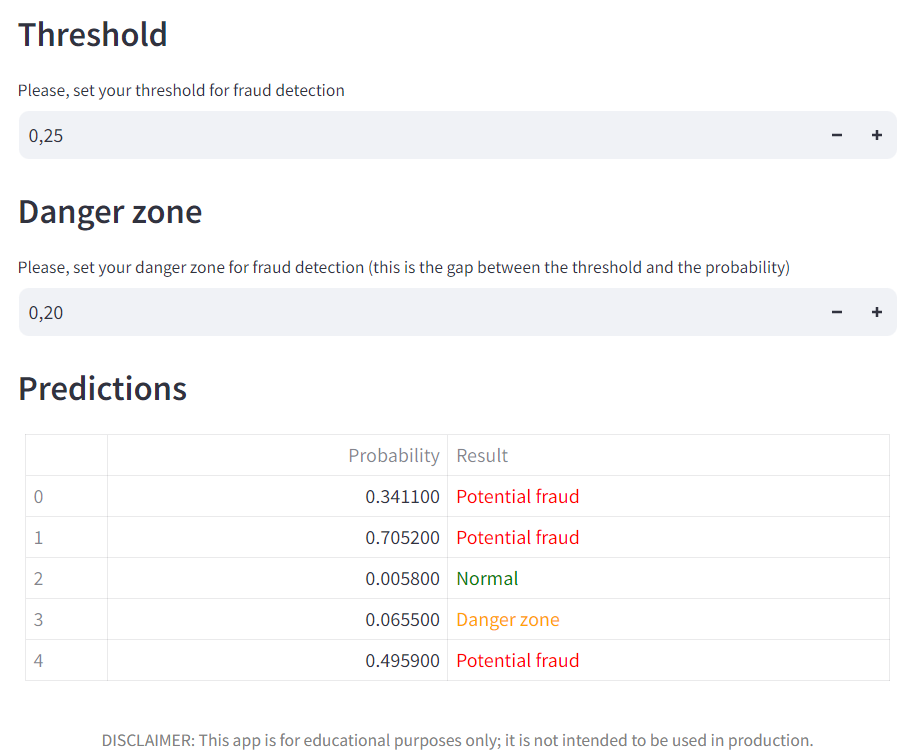 Threshold
Please, set your threshold for fraud detection
0,25 − +
Danger zone
Please, set your danger zone for fraud detection (this is the gap between the threshold and the probability)
0,20 − +
Predictions
Probability Result
0 0.341100 Potential fraud
1 0.705200 Potential fraud
2 0.005800 Normal
3 0.065500 Danger zone
4 0.495900 Potential fraud
DISCLAIMER: This app is for educational purposes only; it is not intended to be used in production.